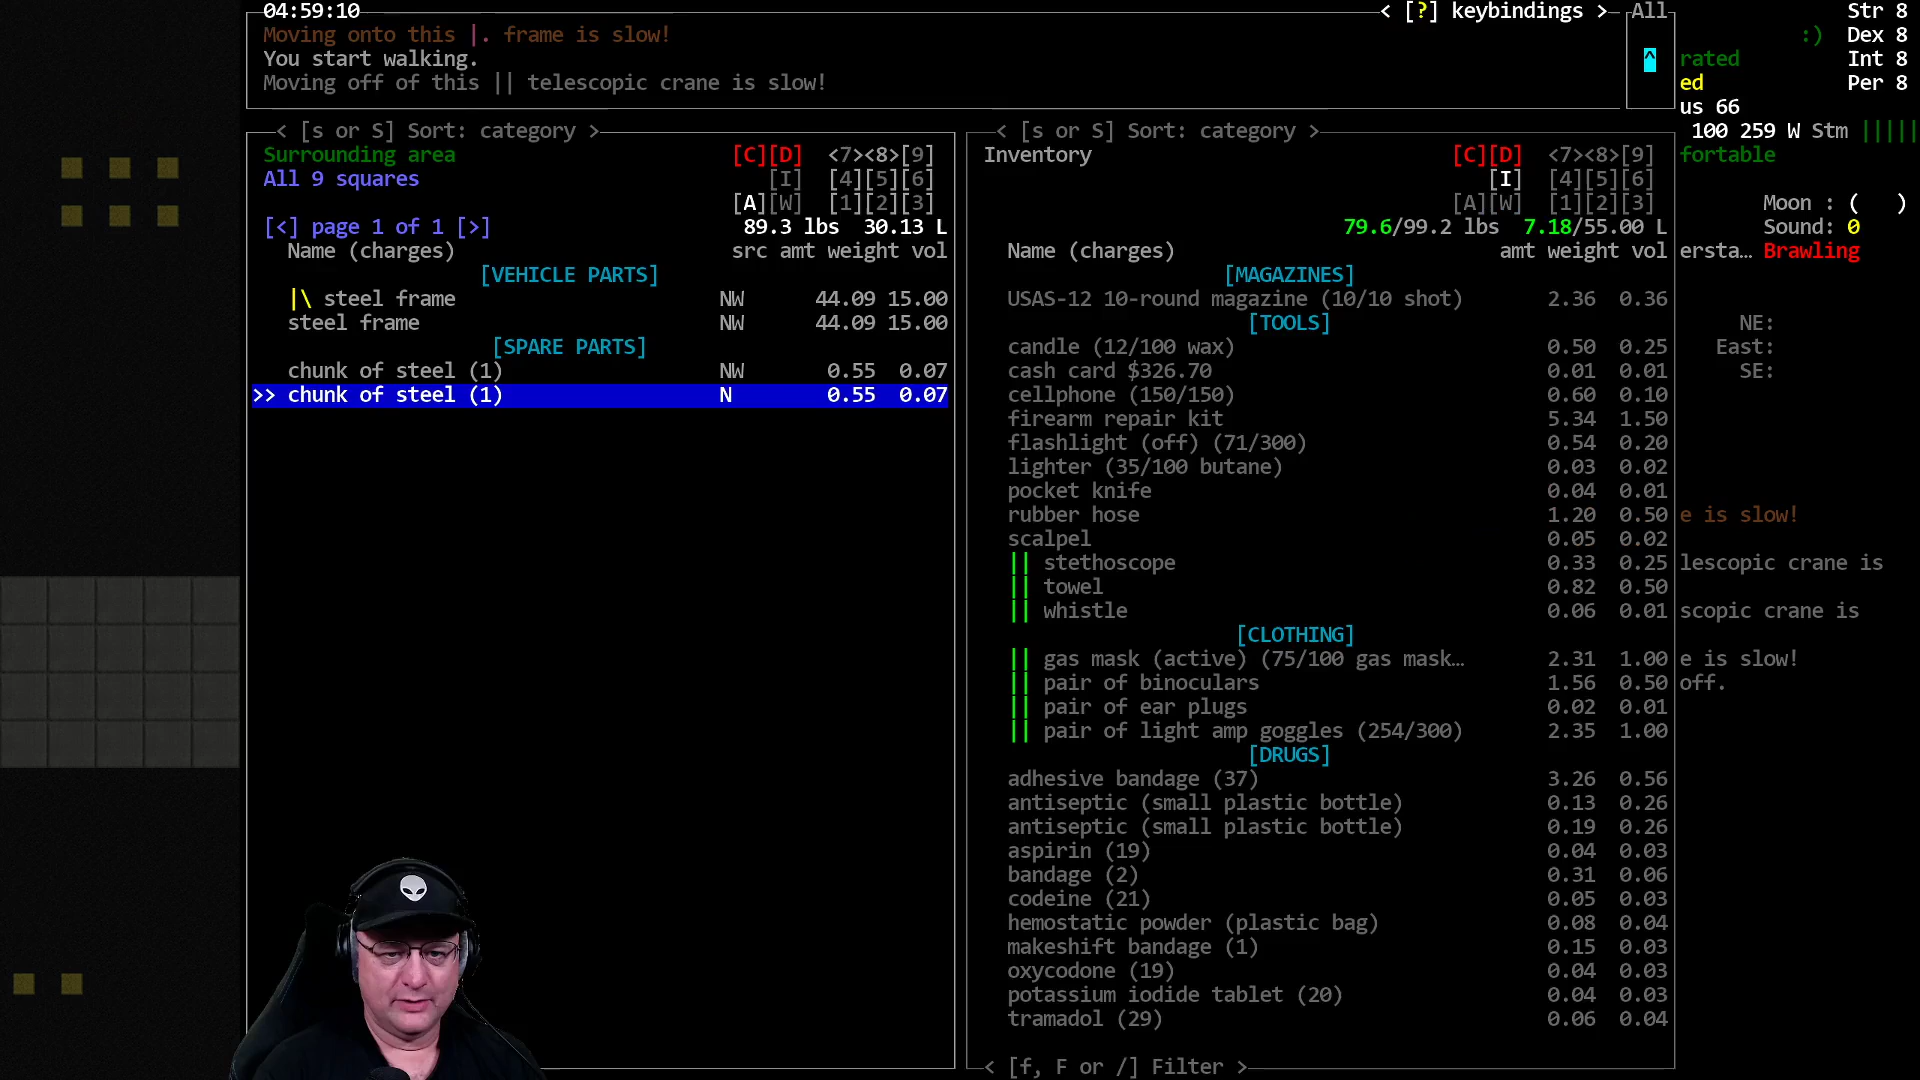 04:59:10
< [?] keybindings >
All
Str 8
Moving onto this |. frame is slow!
:)
Dex 8
You start walking.
^
rated
Int 8
Moving off of this || telescopic crane is slow!
ed
Per 8
us 66
< [s or S] Sort: category >
< [s or S] Sort: category >
100 259 W Stm |||||
Surrounding area
[C][D] <7><8>[9]
Inventory
[C][D] <7><8>[9]
fortable
All 9 squares
[I] [4][5][6]
[I] [4][5][6]
[A][W] [1][2][3]
[A][W] [1][2][3]
Moon : ( )
[<] page 1 of 1 [>]
89.3 lbs 30.13 L
79.6/99.2 lbs 7.18/55.00 L
Sound: 0
Name (charges) src amt weight vol
Name (charges) amt weight vol
ersta… Brawling
[VEHICLE PARTS]
[MAGAZINES]
|\ steel frame NW 44.09 15.00
USAS-12 10-round magazine (10/10 shot) 2.36 0.36
steel frame NW 44.09 15.00
[TOOLS]
NE:
[SPARE PARTS]
candle (12/100 wax) 0.50 0.25
East:
chunk of steel (1) NW 0.55 0.07
cash card $326.70 0.01 0.01
SE:
>> chunk of steel (1) N 0.55 0.07
cellphone (150/150) 0.60 0.10
firearm repair kit 5.34 1.50
flashlight (off) (71/300) 0.54 0.20
lighter (35/100 butane) 0.03 0.02
pocket knife 0.04 0.01
rubber hose 1.20 0.50
e is slow!
scalpel 0.05 0.02
|| stethoscope 0.33 0.25
lescopic crane is
|| towel 0.82 0.50
|| whistle 0.06 0.01
scopic crane is
[CLOTHING]
|| gas mask (active) (75/100 gas mask… 2.31 1.00
e is slow!
|| pair of binoculars 1.56 0.50
off.
|| pair of ear plugs 0.02 0.01
|| pair of light amp goggles (254/300) 2.35 1.00
[DRUGS]
adhesive bandage (37) 3.26 0.56
antiseptic (small plastic bottle) 0.13 0.26
antiseptic (small plastic bottle) 0.19 0.26
aspirin (19) 0.04 0.03
bandage (2) 0.31 0.06
codeine (21) 0.05 0.03
hemostatic powder (plastic bag) 0.08 0.04
makeshift bandage (1) 0.15 0.03
oxycodone (19) 0.04 0.03
potassium iodide tablet (20) 0.04 0.03
tramadol (29) 0.06 0.04
< [f, F or /] Filter >